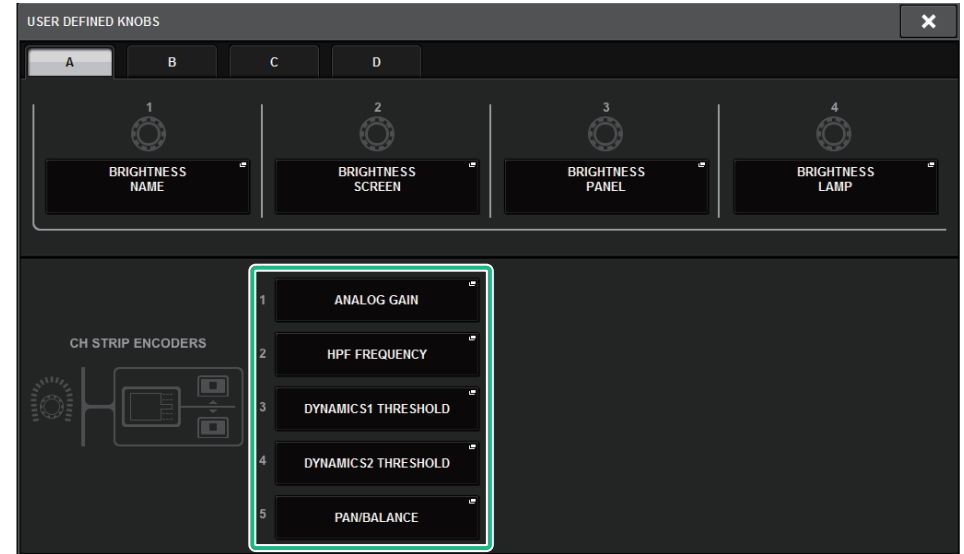 USER DEFINED KNOBS
A B C D
1 2 3 4
BRIGHTNESS
NAME
BRIGHTNESS
SCREEN
BRIGHTNESS
PANEL
BRIGHTNESS
LAMP
CH STRIP ENCODERS
1 ANALOG GAIN
2 HPF FREQUENCY
3 DYNAMICS1 THRESHOLD
4 DYNAMICS2 THRESHOLD
5 PAN/BALANCE